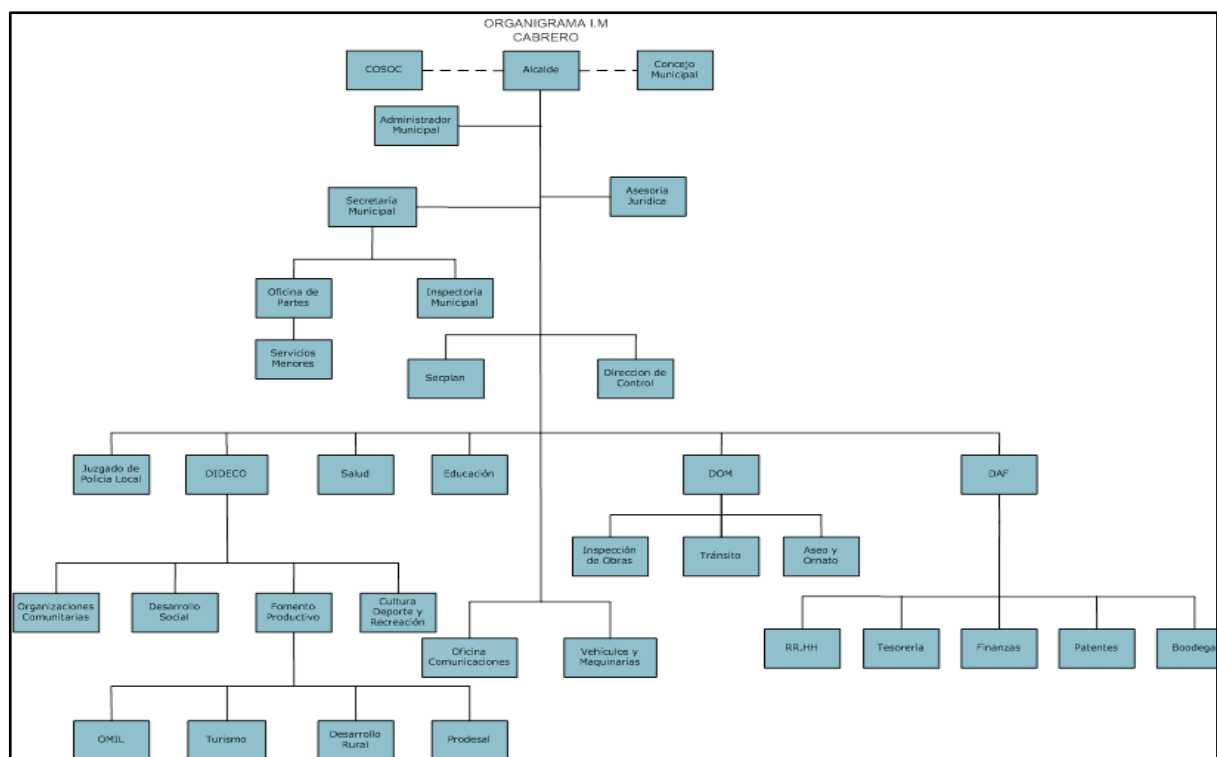 ORGANIGRAMA I.M
CABRERO
COSOC
Alcalde
Concejo
Municipal
Administrador
Municipal
Secretaría
Municipal
Asesoria
Juridica
Oficina de
Partes
Inspectoria
Municipal
Servicios
Menores
Secplan
Direccion de
Control
Juzgado de
Policia Local
DIDECO
Salud
Educación
DOM
DAF
Inspección
de Obras
Tránsito
Aseo y
Ornato
Organizaciones
Comunitarias
Desarrollo
Social
Fomento
Productivo
Cultura
Deporte y
Recreación
Oficina
Comunicaciones
Vehículos y
Maquinarias
RR.HH
Tesorería
Finanzas
Patentes
Boodega
OMIL
Turismo
Desarrollo
Rural
Prodesal